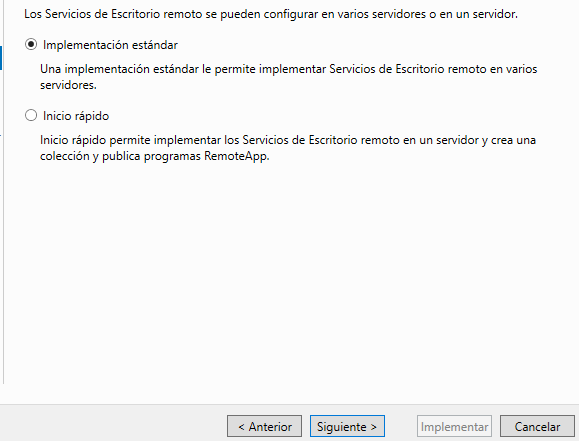 Los Servicios de Escritorio remoto se pueden configurar en varios servidores o en un servidor.
Implementación estándar
Una implementación estándar le permite implementar Servicios de Escritorio remoto en varios
servidores.
Inicio rápido
Inicio rápido permite implementar los Servicios de Escritorio remoto en un servidor y crea una
colección y publica programas RemoteApp.
< Anterior
Siguiente >
Implementar
Cancelar